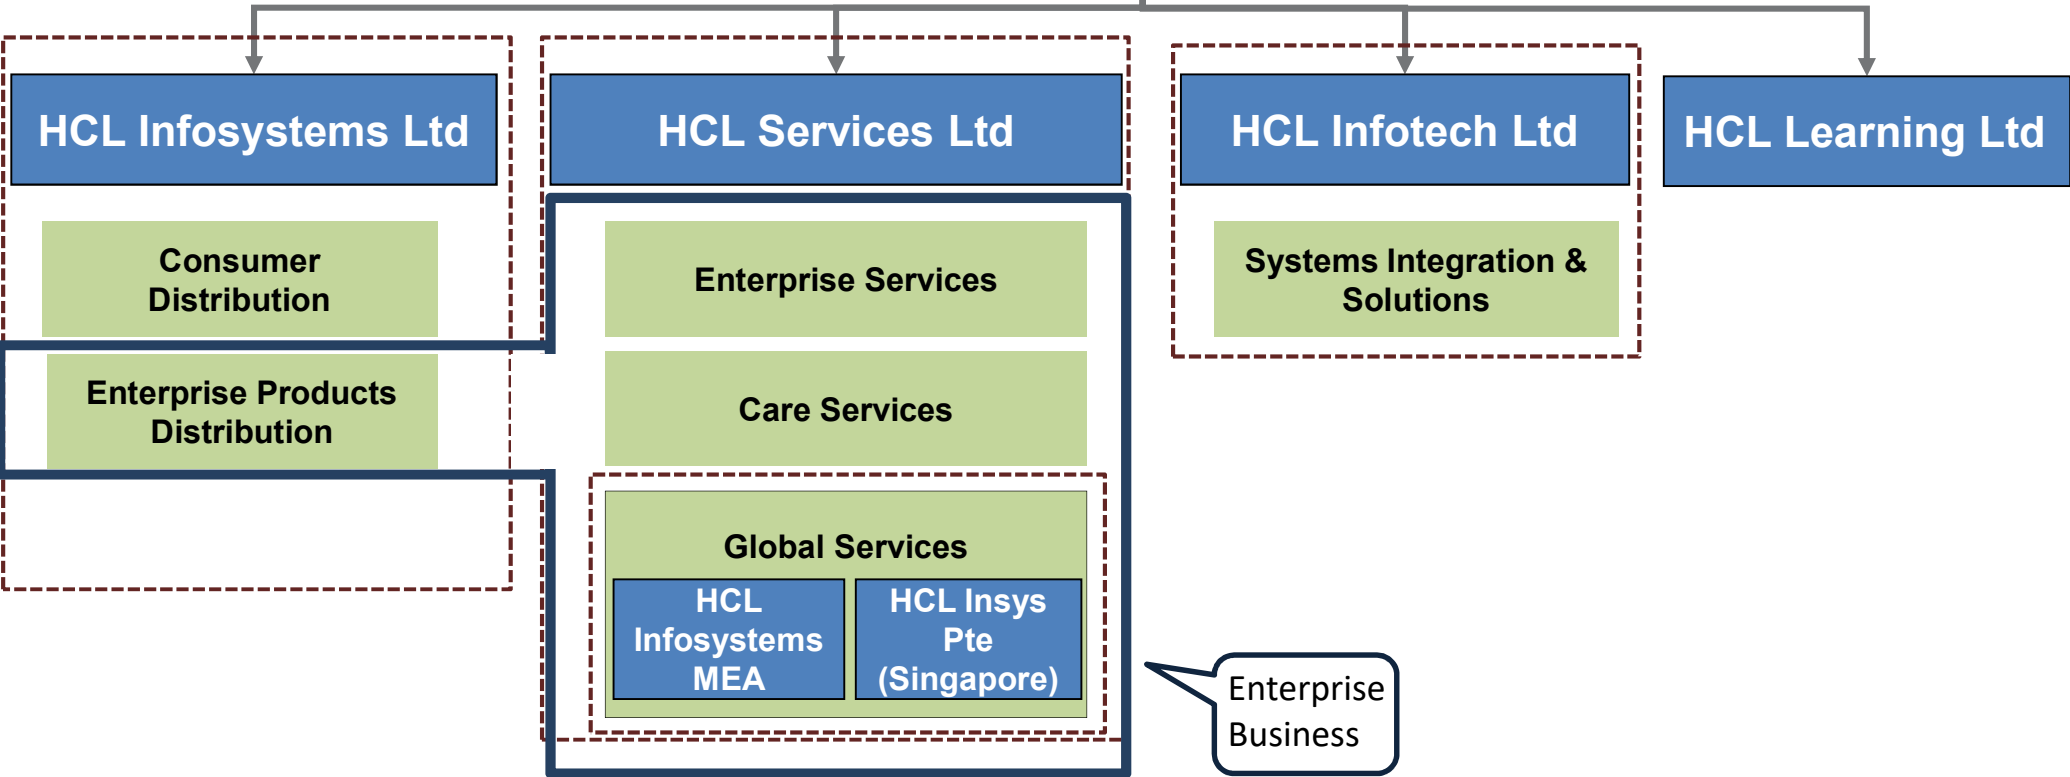 HCL Infosystems Ltd
HCL Services Ltd
HCL Infotech Ltd
HCL Learning Ltd
Consumer
Distribution
Enterprise Products
Distribution
Enterprise Services
Care Services
Global Services
HCL
Infosystems
MEA
HCL Insys
Pte
(Singapore)
Systems Integration &
Solutions
Enterprise
Business